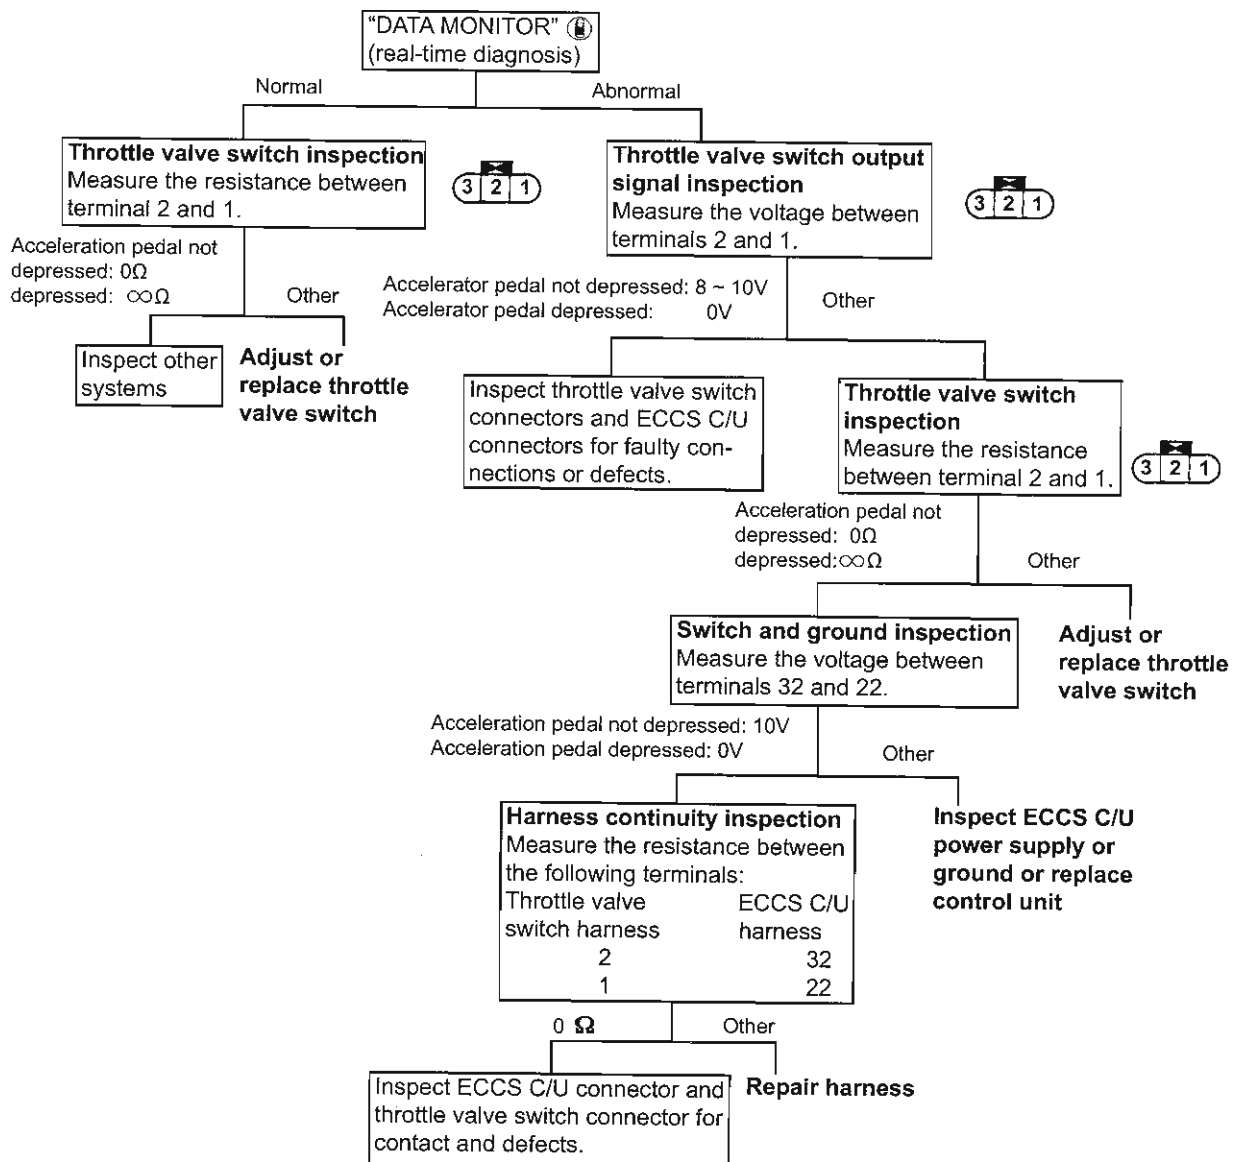 "DATA MONITOR"
(real-time diagnosis)
Normal
Abnormal
Throttle valve switch inspection
Measure the resistance between
terminal 2 and 1.
3 2 1
Throttle valve switch output
signal inspection
Measure the voltage between
terminals 2 and 1.
3 2 1
Acceleration pedal not
depressed: 0Ω
depressed: ∞Ω
Other
Accelerator pedal not depressed: 8 ~ 10V
Accelerator pedal depressed: 0V
Other
Inspect other
systems
Adjust or
replace throttle
valve switch
Inspect throttle valve switch
connectors and ECCS C/U
connectors for faulty con-
nections or defects.
Throttle valve switch
inspection
Measure the resistance
between terminal 2 and 1.
3 2 1
Acceleration pedal not
depressed: 0Ω
depressed:∞Ω
Other
Switch and ground inspection
Measure the voltage between
terminals 32 and 22.
Adjust or
replace throttle
valve switch
Acceleration pedal not depressed: 10V
Acceleration pedal depressed: 0V
Other
Harness continuity inspection
Measure the resistance between
the following terminals:
Throttle valve ECCS C/U
switch harness harness
2 32
1 22
Inspect ECCS C/U
power supply or
ground or replace
control unit
0 Ω
Other
Inspect ECCS C/U connector and
throttle valve switch connector for
contact and defects.
Repair harness